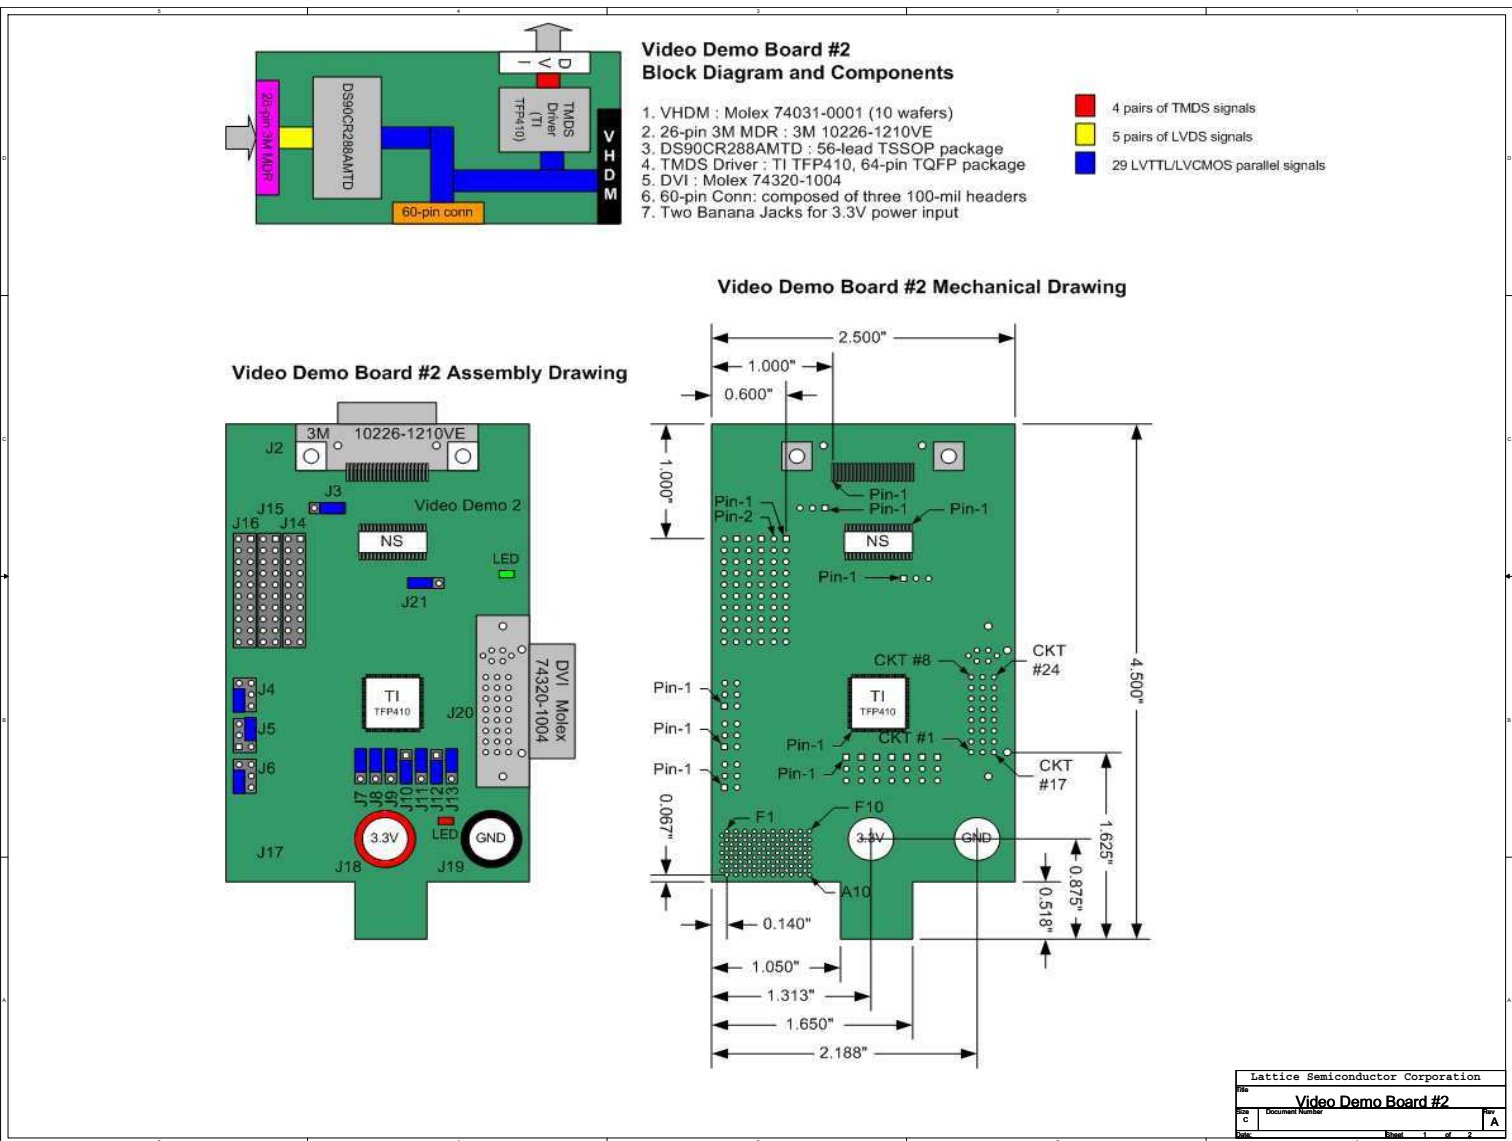 5
4
3
2
1
Video Demo Board #2
Block Diagram and Components
1. VHDM : Molex 74031-0001 (10 wafers)
2. 26-pin 3M MDR : 3M 10226-1210VE
3. DS90CR288AMTD : 56-lead TSSOP package
4. TMDS Driver : TI TFP410, 64-pin TQFP package
5. DVI : Molex 74320-1004
6. 60-pin Conn: composed of three 100-mil headers
7. Two Banana Jacks for 3.3V power input
4 pairs of TMDS signals
5 pairs of LVDS signals
29 LVTTL/LVCMOS parallel signals
26-pin 3M MDR
DS90CR288AMTD
DVI
TMDS
Driver
(TI
TFP410)
VHDM
60-pin conn
Video Demo Board #2 Mechanical Drawing
2.500"
1.000"
0.600"
Video Demo Board #2 Assembly Drawing
3M 10226-1210VE
J2
J3
Video Demo 2
J15
J16
J14
NS
LED
J21
J4
TI
TFP410
J20
DVI Molex
74320-1004
J5
J6
J7
J8
J9
J10
J11
J12
J13
3.3V
LED
GND
J17
J18
J19
1.000"
Pin-1
Pin-1
Pin-1
Pin-1
Pin-2
NS
Pin-1
CKT #8
CKT
#24
4.500"
Pin-1
TI
TFP410
Pin-1
CKT #1
Pin-1
Pin-1
Pin-1
CKT
#17
0.067"
F1
F10
3.3V
GND
1.625"
0.875"
0.518"
A10
0.140"
1.050"
1.313"
1.650"
2.188"
Lattice Semiconductor Corporation
Title
Video Demo Board #2
Size
C
Document Number
Rev
A
Date:
Sheet 1 of 2